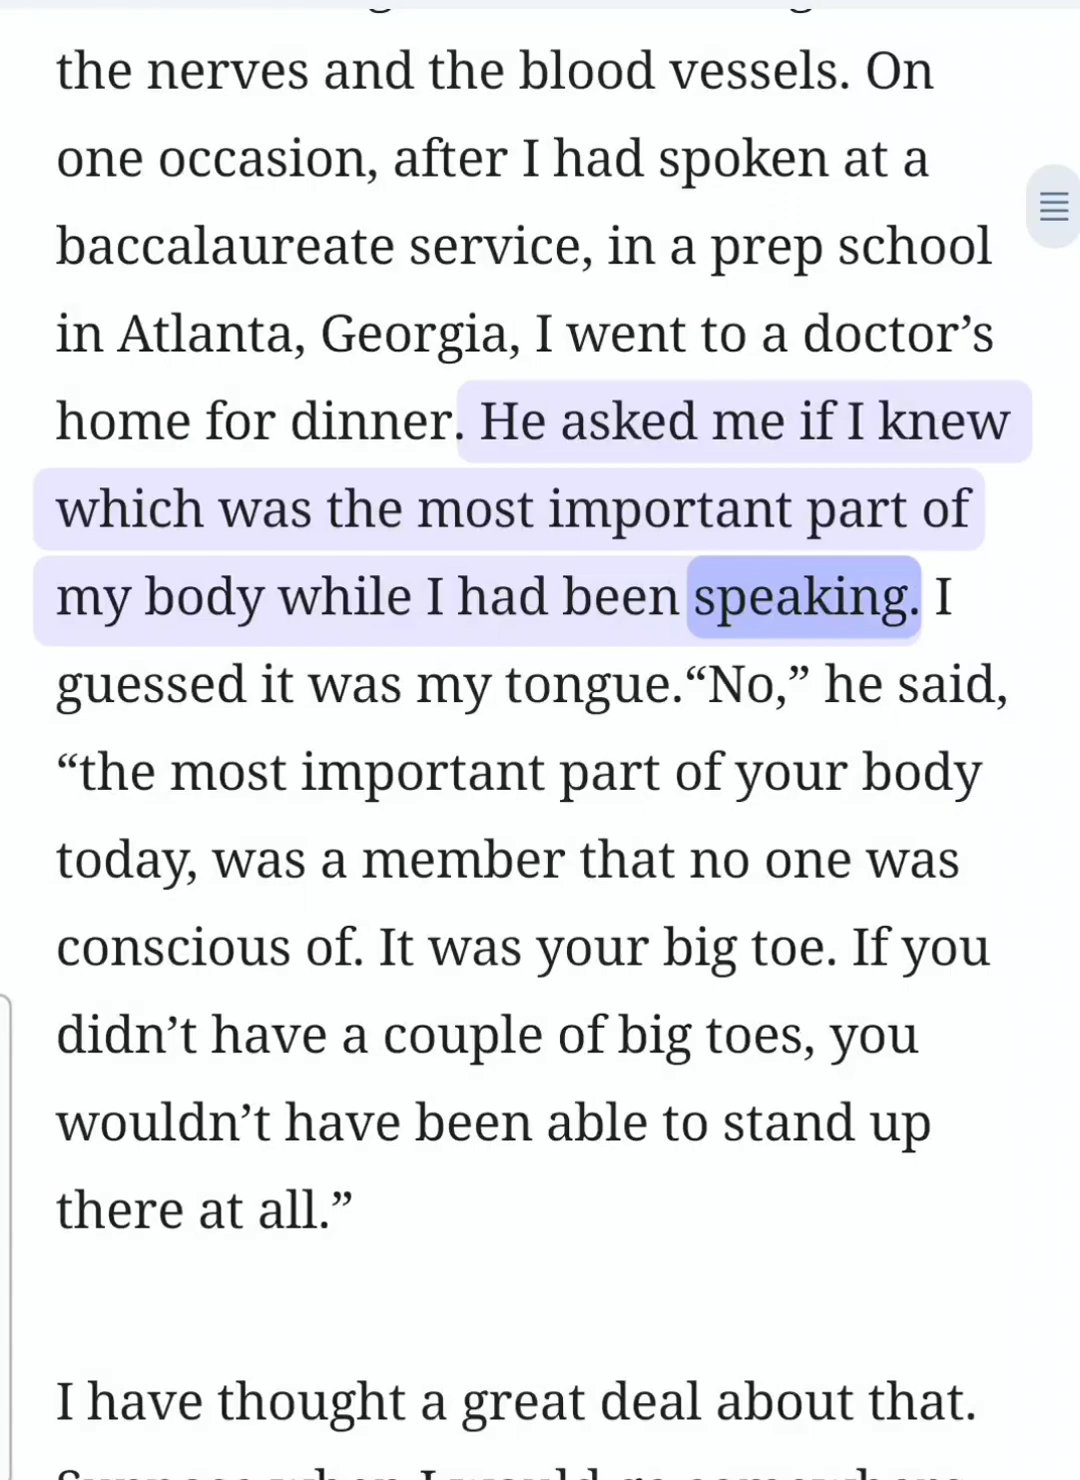 the nerves and the blood vessels. On
one occasion, after I had spoken at a
baccalaureate service, in a prep school
in Atlanta, Georgia, I went to a doctor’s
home for dinner. He asked me if I knew
which was the most important part of
my body while I had been speaking. I
guessed it was my tongue.“No,” he said,
“the most important part of your body
today, was a member that no one was
conscious of. It was your big toe. If you
didn’t have a couple of big toes, you
wouldn’t have been able to stand up
there at all.”
I have thought a great deal about that.